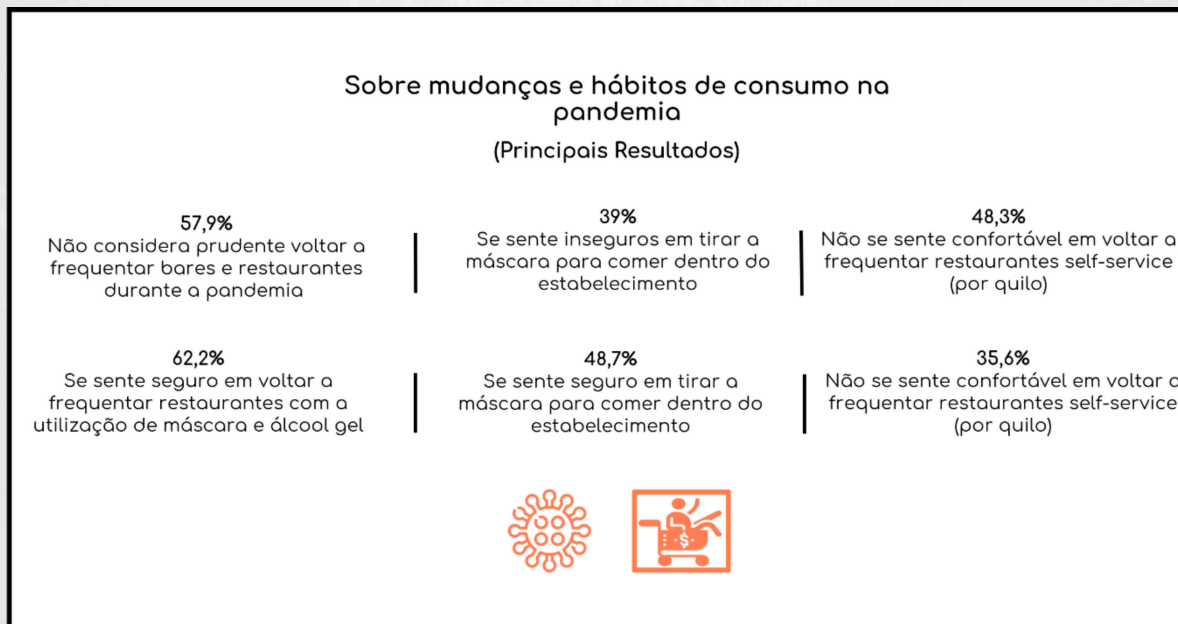 Sobre mudanças e hábitos de consumo na
pandemia
(Principais Resultados)
57,9%
Não considera prudente voltar a
frequentar bares e restaurantes
durante a pandemia
39%
Se sente inseguros em tirar a
máscara para comer dentro do
estabelecimento
48,3%
Não se sente confortável em voltar a
frequentar restaurantes self-service
(por quilo)
62,2%
Se sente seguro em voltar a
frequentar restaurantes com a
utilização de máscara e álcool gel
48,7%
Se sente seguro em tirar a
máscara para comer dentro do
estabelecimento
35,6%
Não se sente confortável em voltar a
frequentar restaurantes self-service
(por quilo)
$